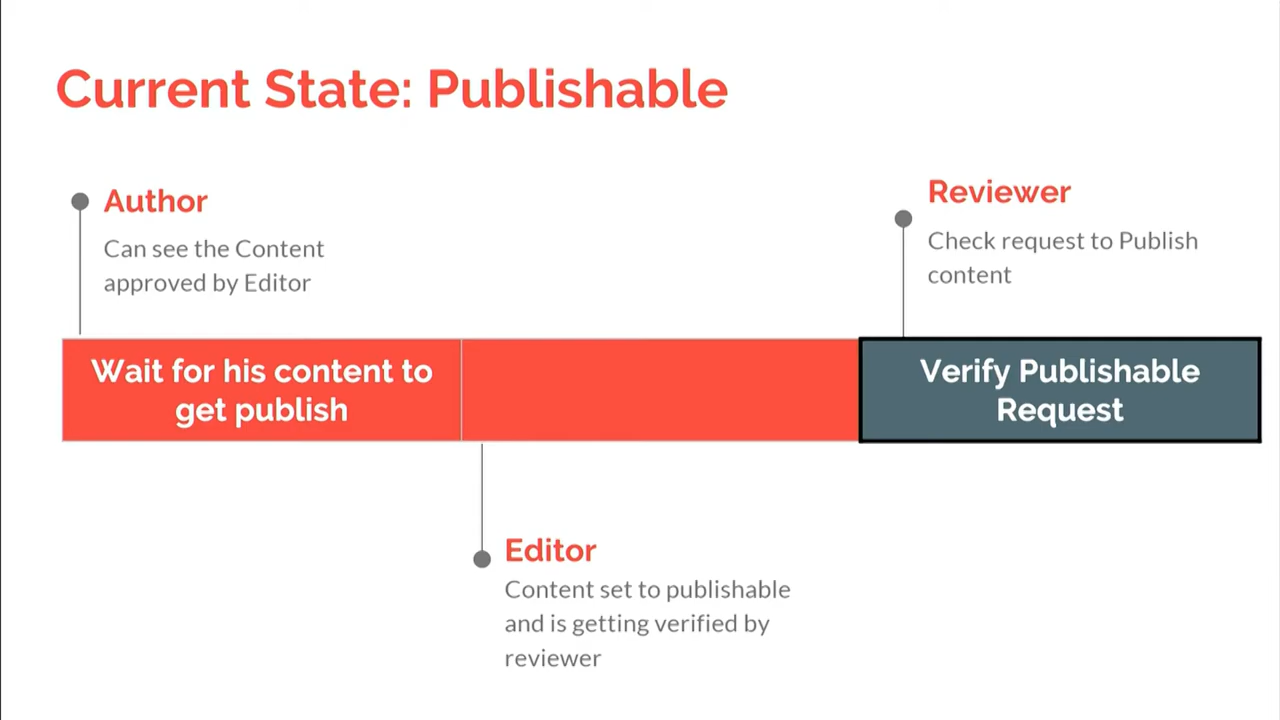 Current State: Publishable
Author
Can see the Content
approved by Editor
Reviewer
Check request to Publish
content
Wait for his content to
get publish
Verify Publishable
Request
Editor
Content set to publishable
and is getting verified by
reviewer